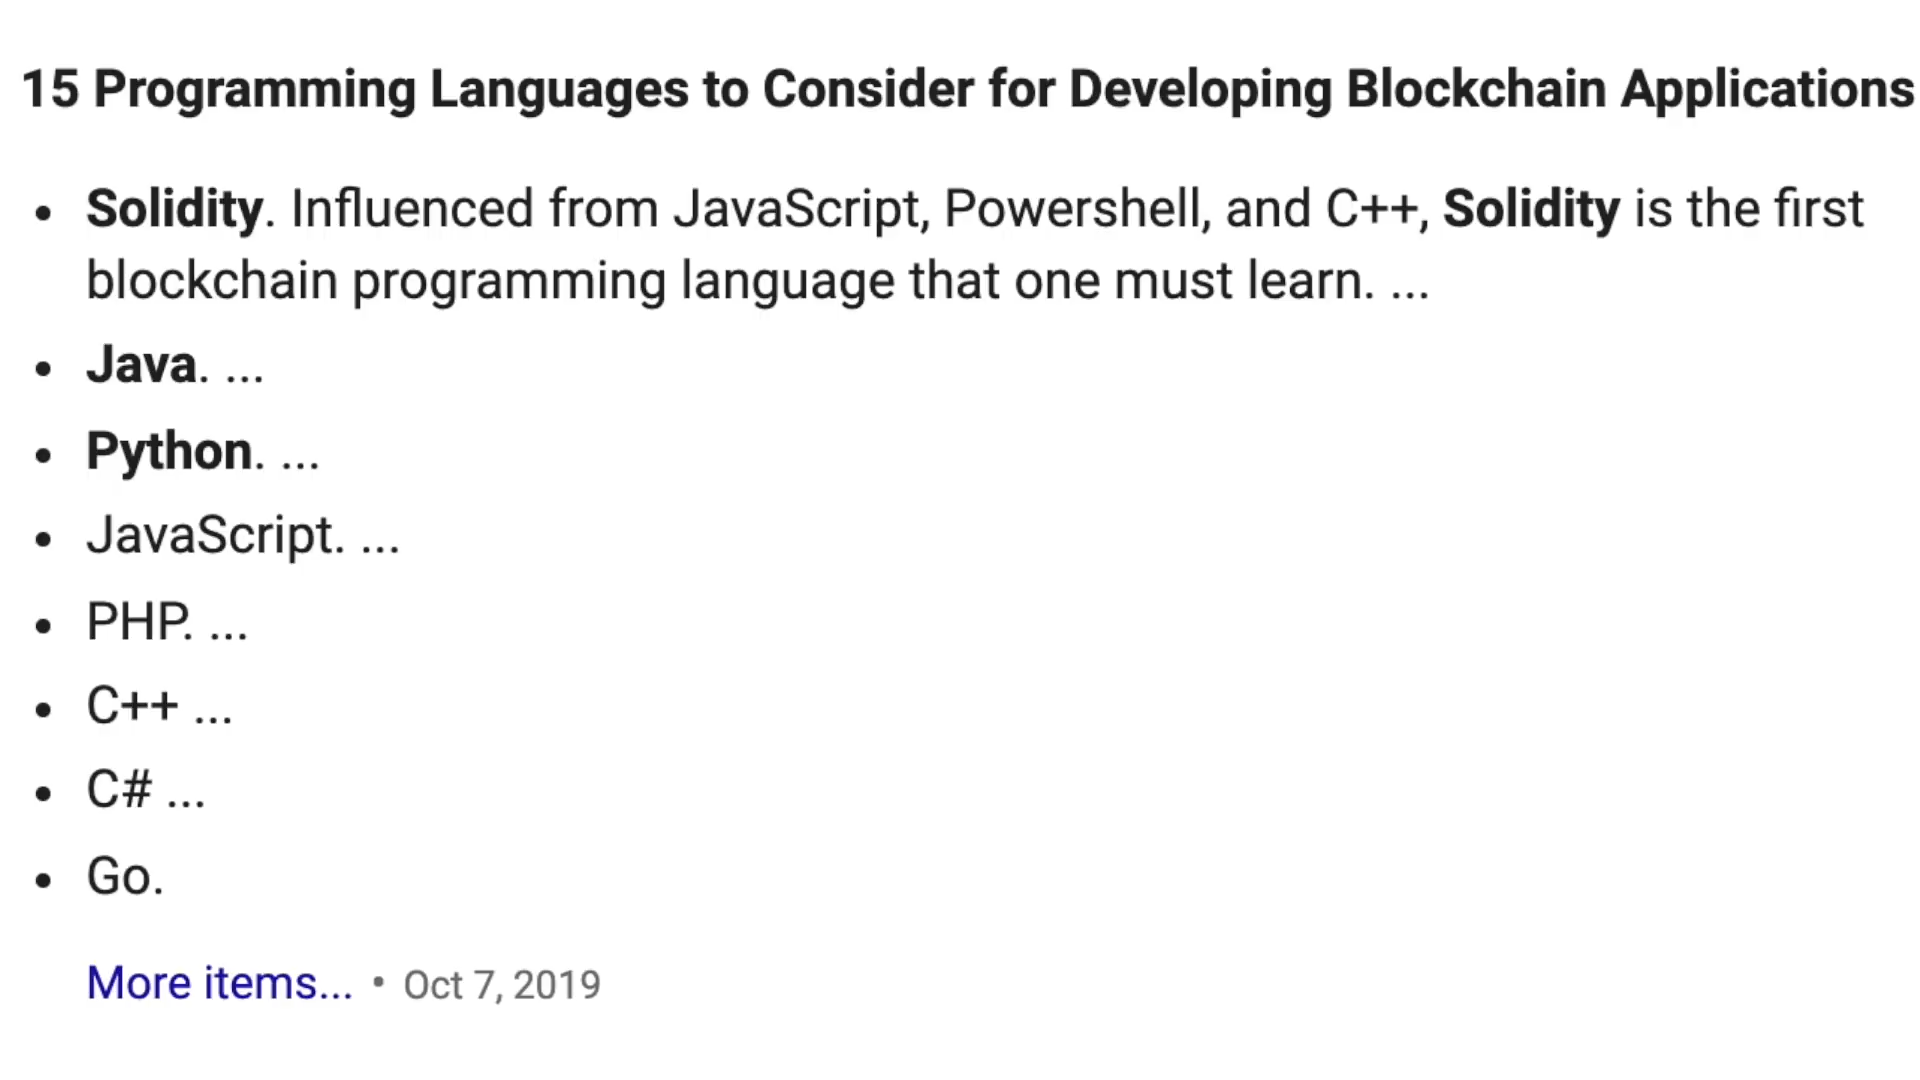 15 Programming Languages to Consider for Developing Blockchain Applications
• Solidity. Influenced from JavaScript, Powershell, and C++, Solidity is the first
blockchain programming language that one must learn. ...
• Java. ...
• Python. ...
• JavaScript. ...
• PHP. ...
• C++ ...
• C# ...
• Go.
More items... • Oct 7, 2019